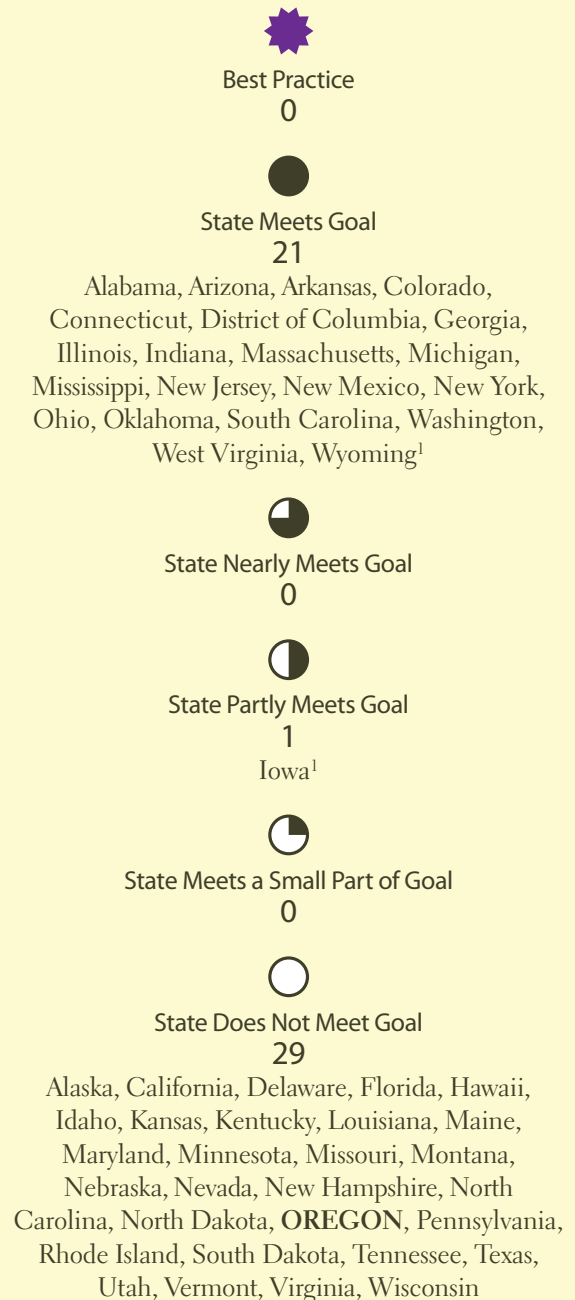 Best Practice
0
State Meets Goal
21
Alabama, Arizona, Arkansas, Colorado,
Connecticut, District of Columbia, Georgia,
Illinois, Indiana, Massachusetts, Michigan,
Mississippi, New Jersey, New Mexico, New York,
Ohio, Oklahoma, South Carolina, Washington,
West Virginia, Wyoming¹
State Nearly Meets Goal
0
State Partly Meets Goal
1
Iowa¹
State Meets a Small Part of Goal
0
State Does Not Meet Goal
29
Alaska, California, Delaware, Florida, Hawaii,
Idaho, Kansas, Kentucky, Louisiana, Maine,
Maryland, Minnesota, Missouri, Montana,
Nebraska, Nevada, New Hampshire, North
Carolina, North Dakota, OREGON, Pennsylvania,
Rhode Island, South Dakota, Tennessee, Texas,
Utah, Vermont, Virginia, Wisconsin